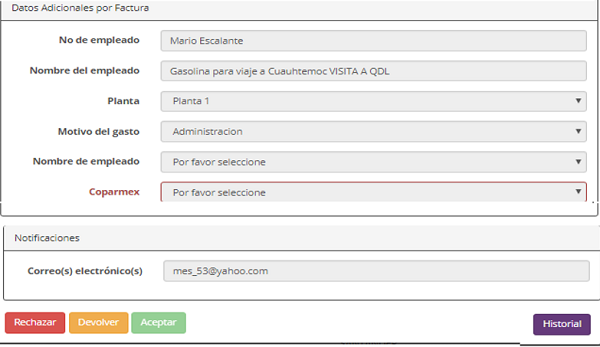 Datos Adicionales por Factura
No de empleado Mario Escalante
Nombre del empleado Gasolina para viaje a Cuauhtemoc VISITA A QDL
Planta Planta 1
Motivo del gasto Administracion
Nombre de empleado Por favor seleccione
Coparmex Por favor seleccione
Notificaciones
Correo(s) electrónico(s) mes_53@yahoo.com
Rechazar Devolver Aceptar Historial